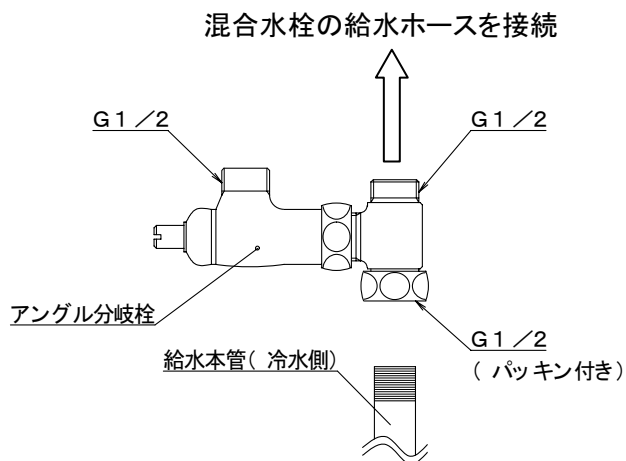 混合水栓の給水ホースを接続
G1／2
G1／2
アングル分岐栓
給水本管( 冷水側)
G1／2
( パッキン付き)